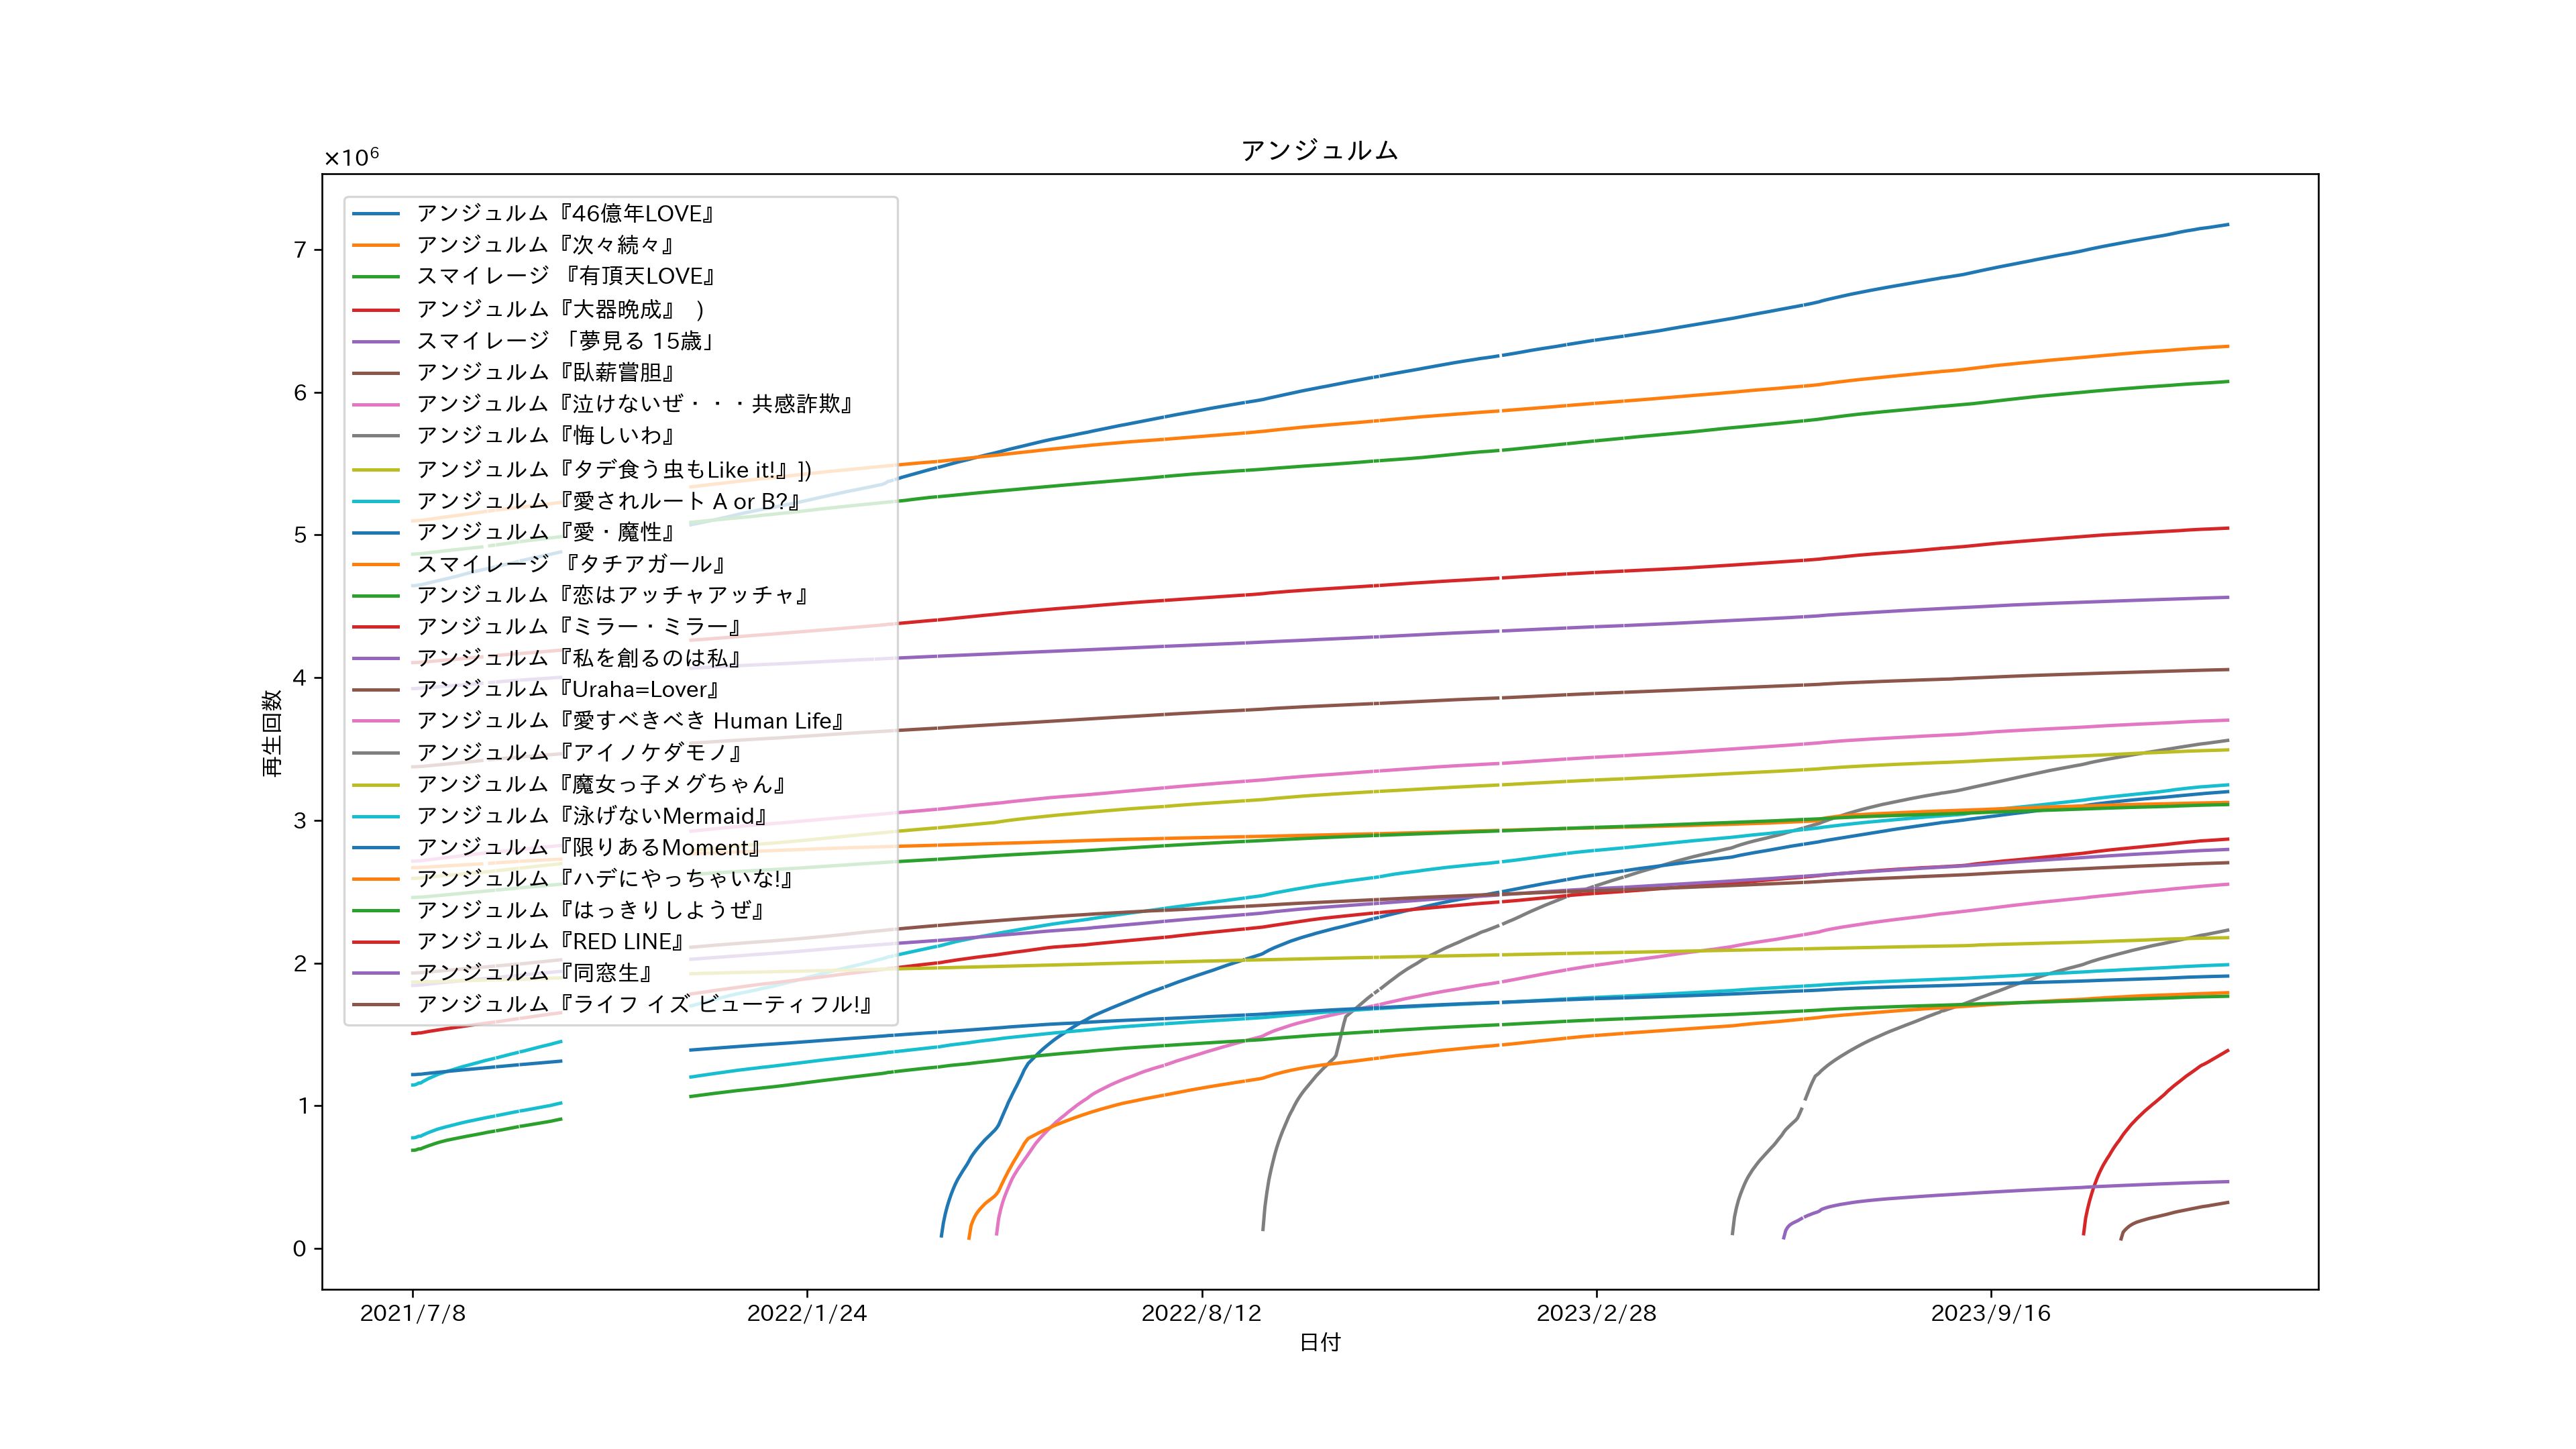 アンジュルム
×10⁶
アンジュルム『46億年LOVE』
アンジュルム『次々続々』
スマイレージ 『有頂天LOVE』
アンジュルム『大器晩成』 )
スマイレージ 「夢見る 15歳」
アンジュルム『臥薪嘗胆』
アンジュルム『泣けないぜ・・・共感詐欺』
アンジュルム『悔しいわ』
アンジュルム『タデ食う虫もLike it!』])
アンジュルム『愛されルート A or B?』
アンジュルム『愛・魔性』
スマイレージ 『タチアガール』
アンジュルム『恋はアッチャアッチャ』
アンジュルム『ミラー・ミラー』
アンジュルム『私を創るのは私』
アンジュルム『Uraha=Lover』
アンジュルム『愛すべきべき Human Life』
アンジュルム『アイノケダモノ』
アンジュルム『魔女っ子メグちゃん』
アンジュルム『泳げないMermaid』
アンジュルム『限りあるMoment』
アンジュルム『ハデにやっちゃいな!』
アンジュルム『はっきりしようぜ』
アンジュルム『RED LINE』
アンジュルム『同窓生』
アンジュルム『ライフ イズ ビューティフル!』
7
6
5
4
3
2
1
0
再生回数
2021/7/8 2022/1/24 2022/8/12 2023/2/28 2023/9/16
日付